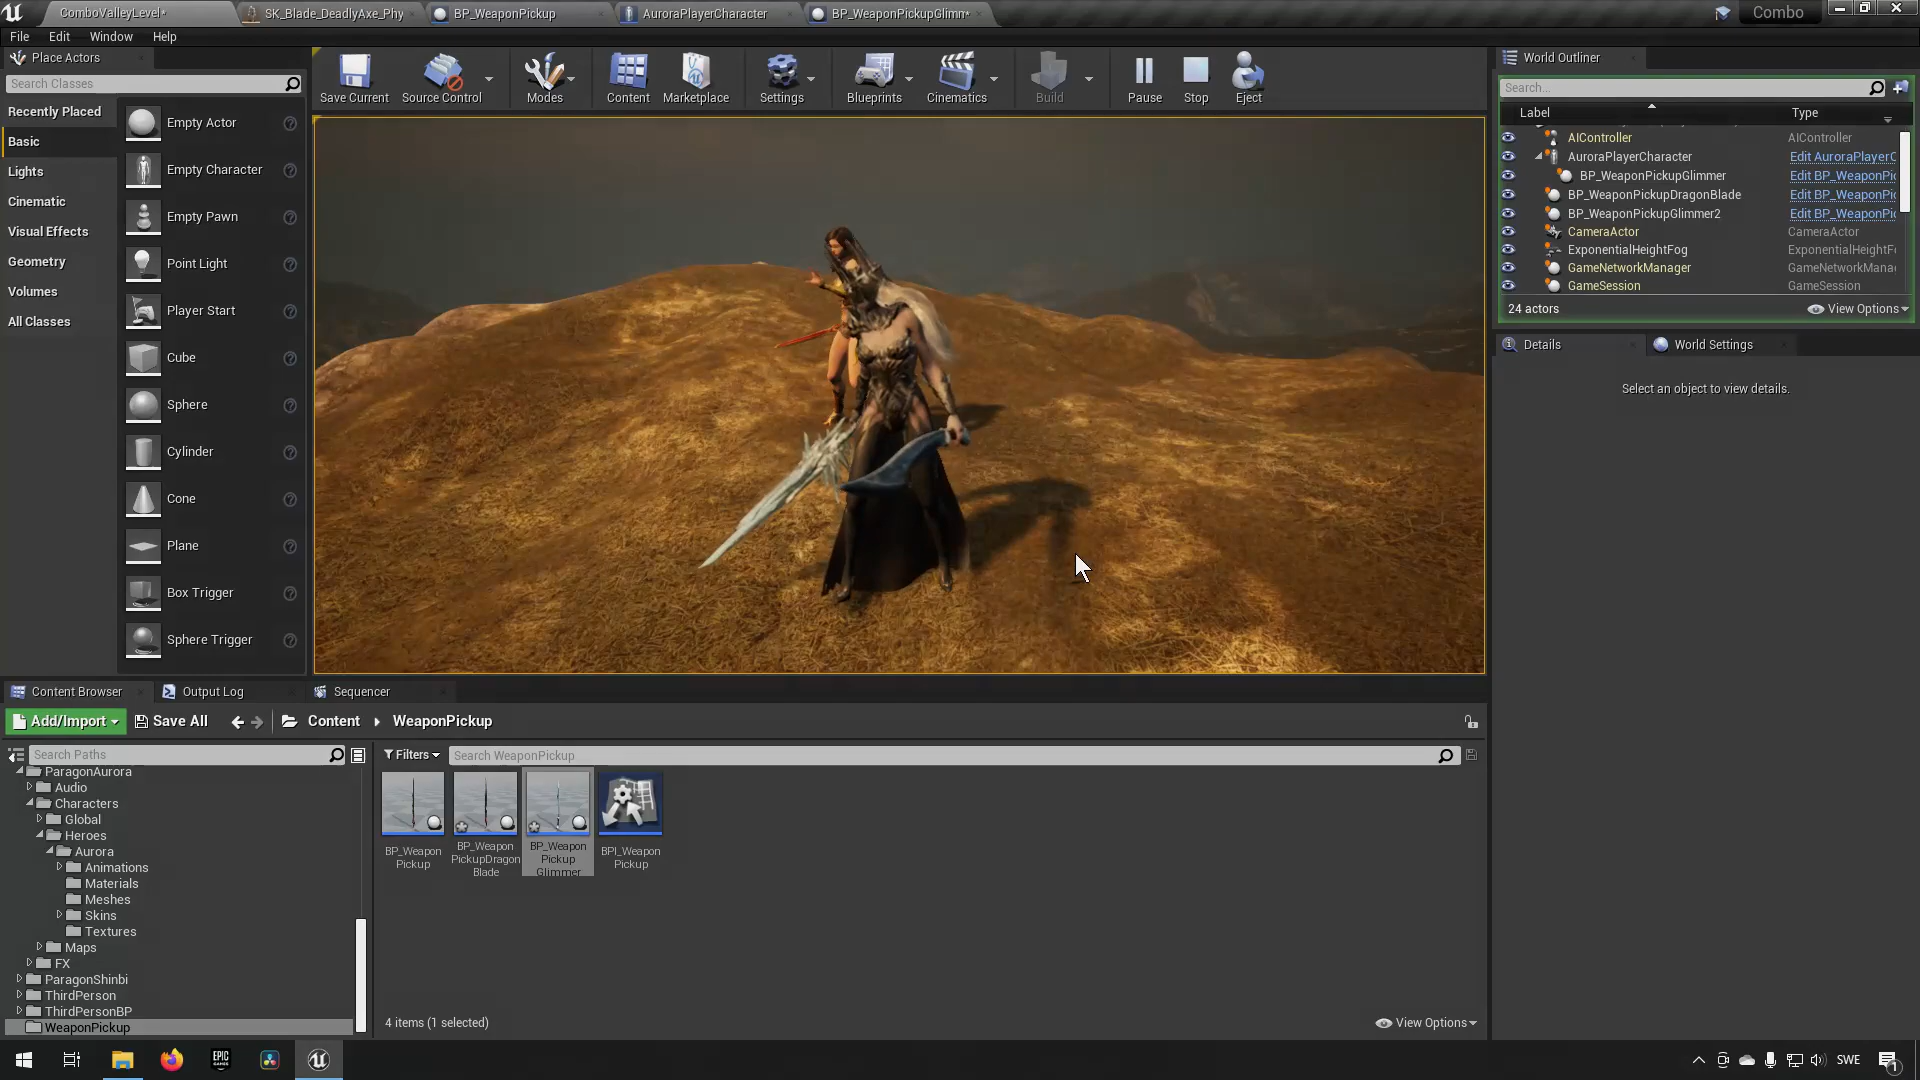 ComboValleyLevel*
SK_Blade_DeadlyAxe_Phy
BP_WeaponPickup
AuroraPlayerCharacter
BP_WeaponPickupGlimm*
Combo
File
Edit
Window
Help
Place Actors
Search Classes
Recently Placed
Basic
Lights
Cinematic
Visual Effects
Geometry
Volumes
All Classes
Empty Actor
Empty Character
Empty Pawn
Point Light
Player Start
Cube
Sphere
Cylinder
Cone
Plane
Box Trigger
Sphere Trigger
Save Current
Source Control
Modes
Content
Marketplace
Settings
Blueprints
Cinematics
Build
Pause
Stop
Eject
World Outliner
Search...
Label
Type
AIController
AIController
AuroraPlayerCharacter
Edit AuroraPlayerC
BP_WeaponPickupGlimmer
Edit BP_WeaponPic
BP_WeaponPickupDragonBlade
Edit BP_WeaponPic
BP_WeaponPickupGlimmer2
Edit BP_WeaponPic
CameraActor
CameraActor
ExponentialHeightFog
ExponentialHeightF
GameNetworkManager
GameNetworkMana
GameSession
GameSession
24 actors
View Options
Details
World Settings
Select an object to view details.
Content Browser
Output Log
Sequencer
Add/Import
Save All
Content
WeaponPickup
Search Paths
Filters
Search WeaponPickup
ParagonAurora
Audio
Characters
Global
Heroes
Aurora
Animations
Materials
Meshes
Skins
Textures
Maps
FX
ParagonShinbi
ThirdPerson
ThirdPersonBP
WeaponPickup
BP_Weapon
Pickup
BP_Weapon
PickupDragon
Blade
BP_Weapon
Pickup
Glimmer
BPI_Weapon
Pickup
4 items (1 selected)
View Options
EPIC
GAMES
SWE
1